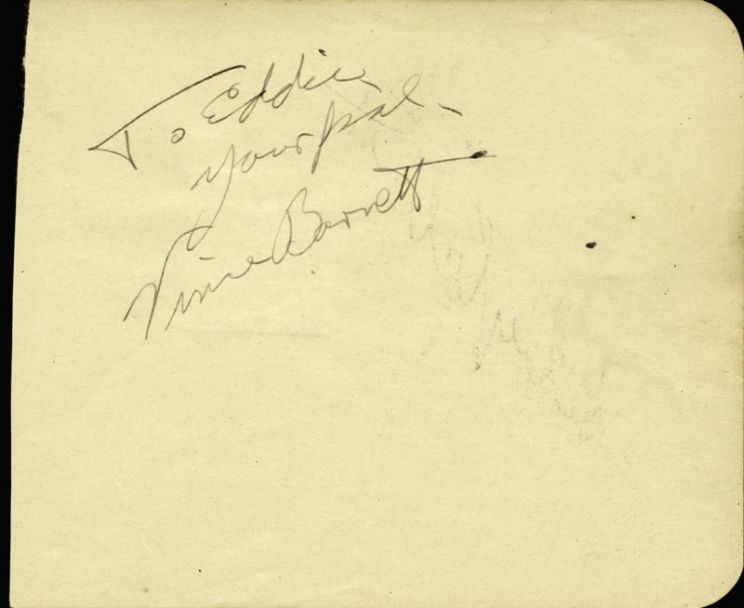 To Eddie
your pal -
Vince Barnett